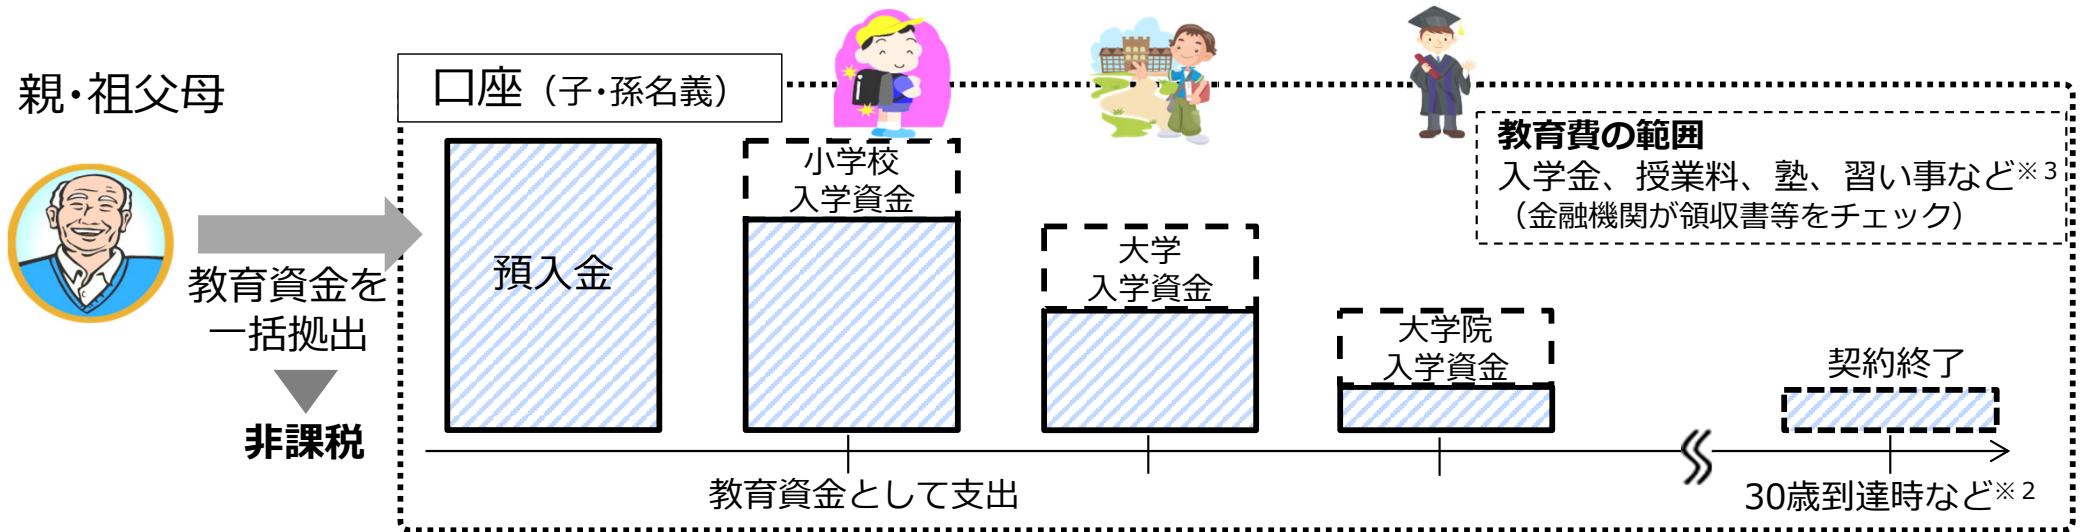 親・祖父母
教育資金を
一括拠出
非課税
口座（子・孫名義）
預入金
小学校
入学資金
大学
入学資金
大学院
入学資金
教育費の範囲
入学金、授業料、塾、習い事など※3
（金融機関が領収書等をチェック）
契約終了
教育資金として支出
30歳到達時など※2